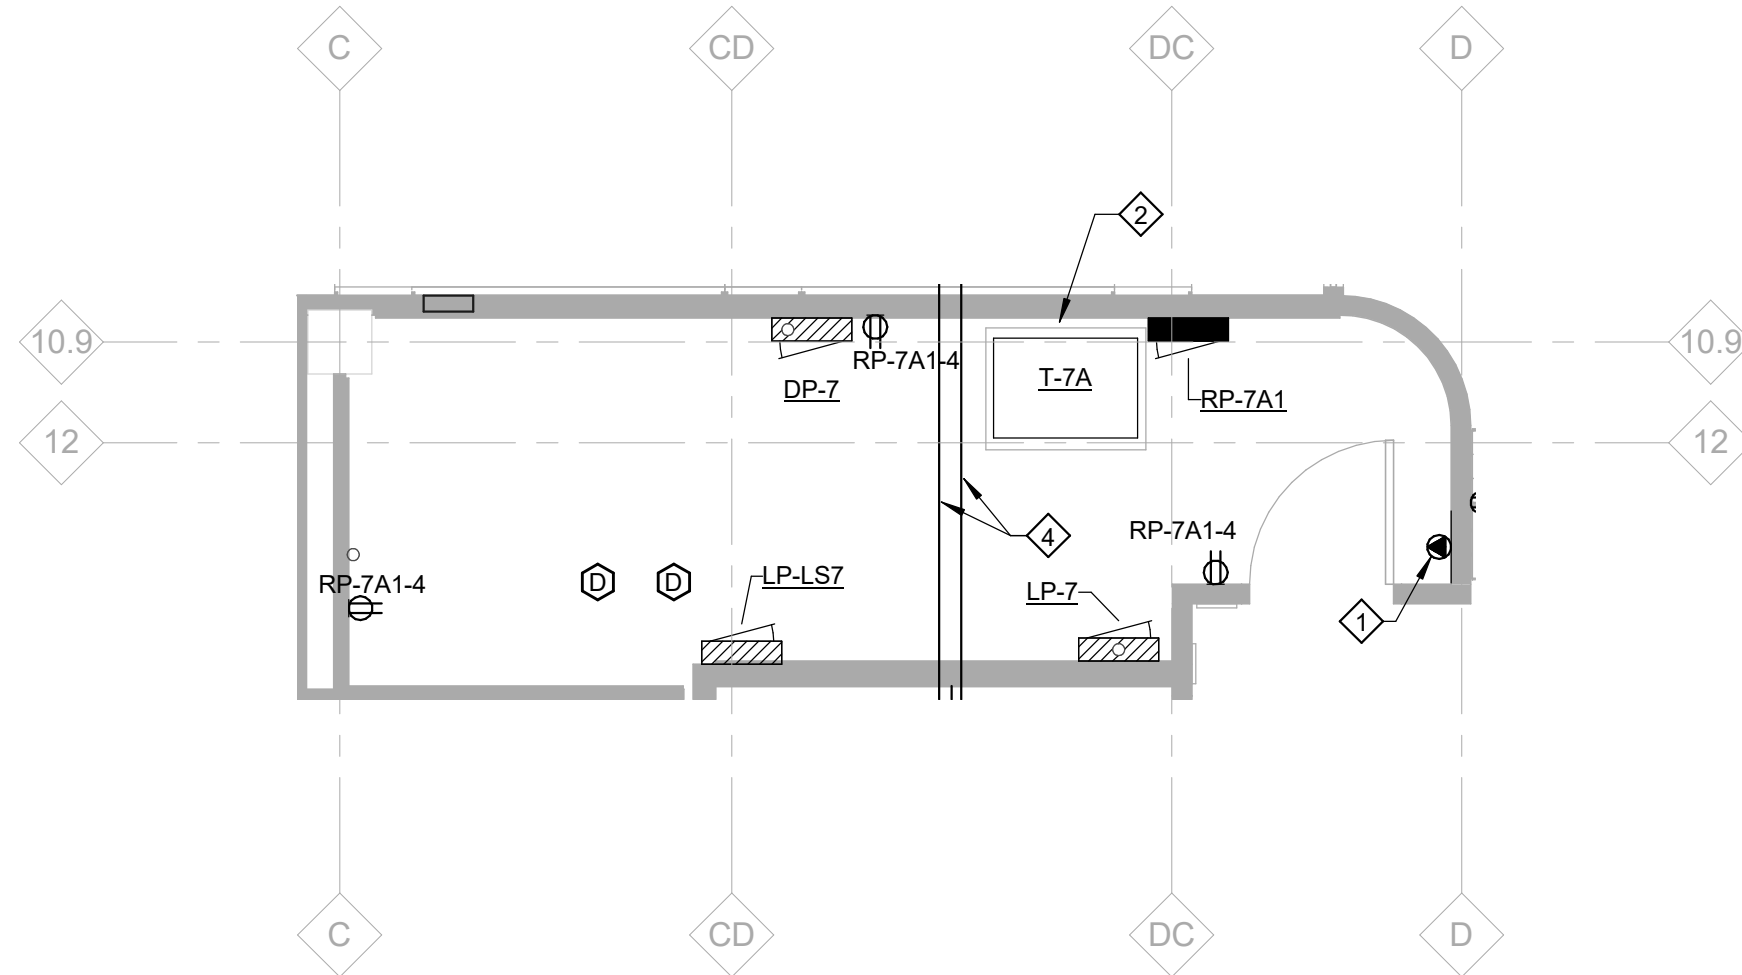 C
CD
DC
D
2
10.9
10.9
RP-7A1-4
T-7A
DP-7
RP-7A1
12
12
RP-7A1-4
4
LP-LS7
RP-7A1-4
D
D
LP-7
1
C
CD
DC
D